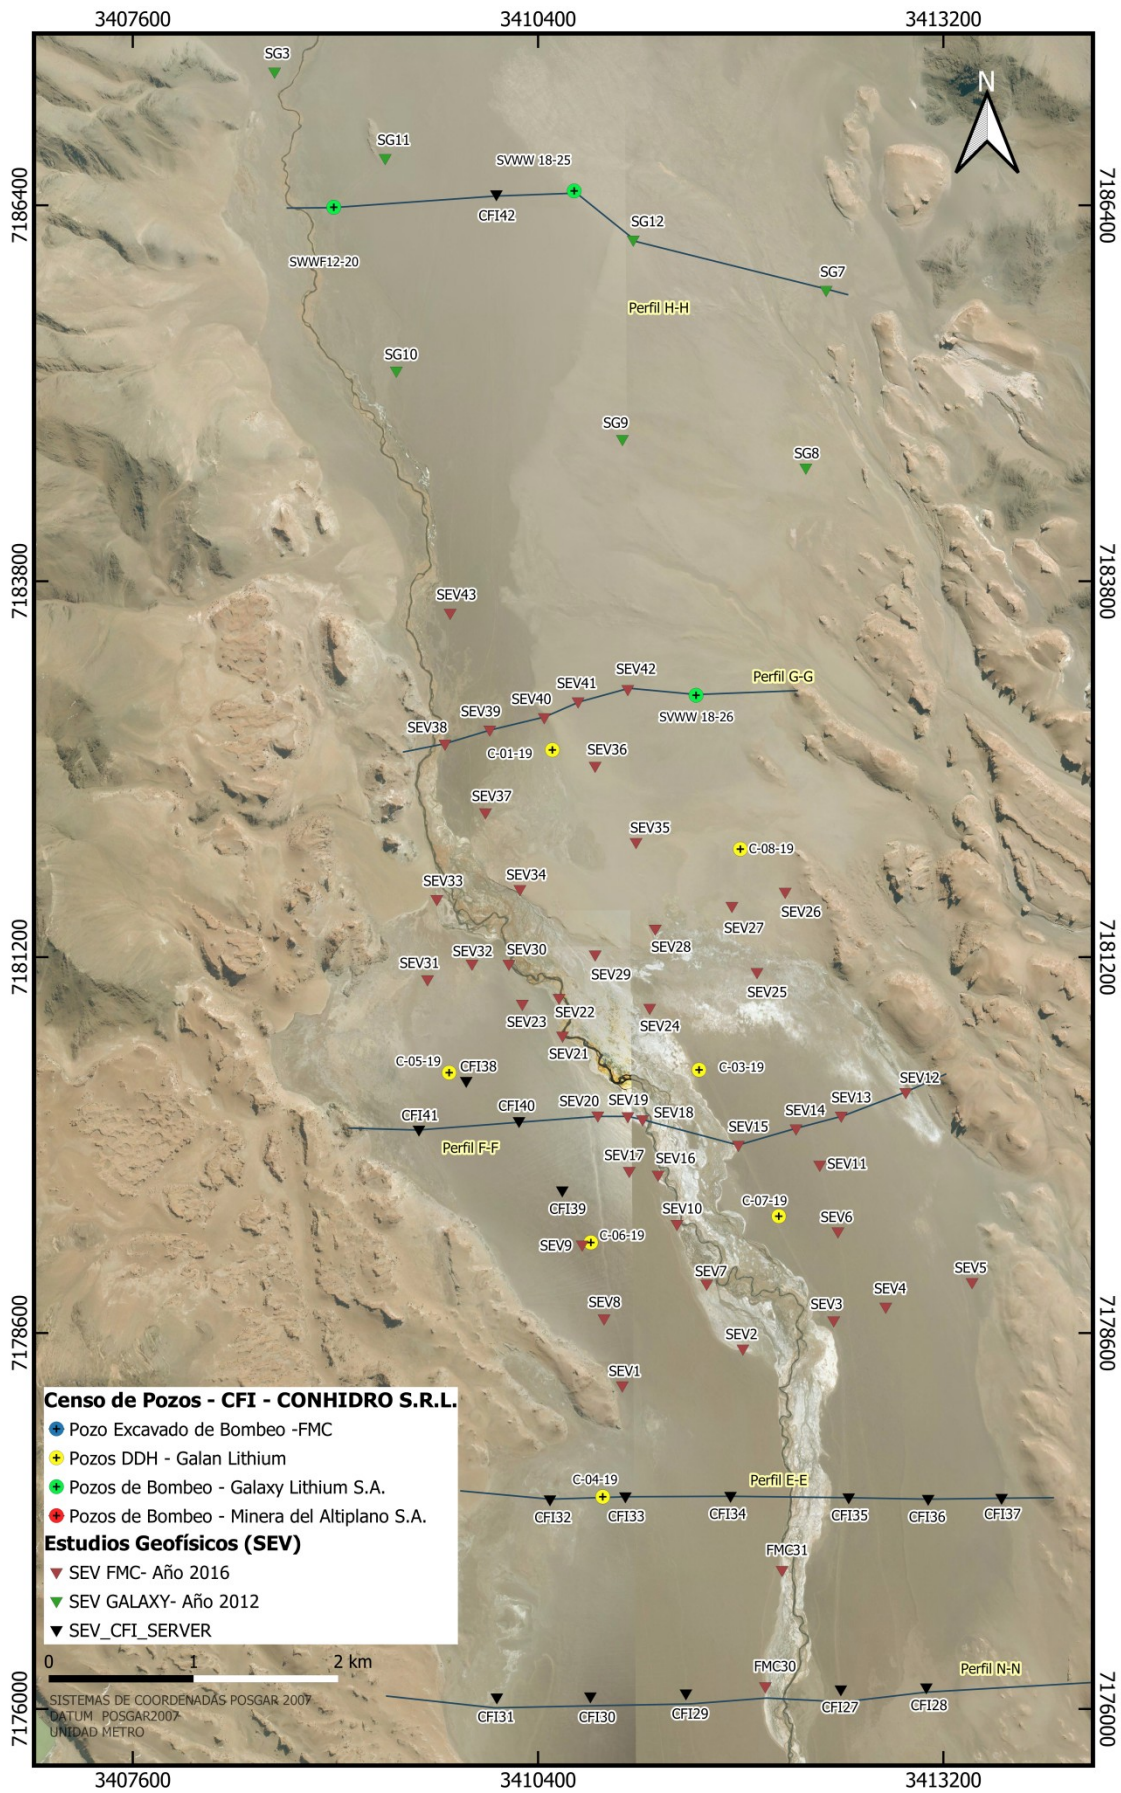 3407600
3410400
3413200
SG3
N
SG11
SVWW 18-25
7186400
7186400
CFI42
SG12
SWWF12-20
SG7
Perfil H-H
SG10
SG9
SG8
7183800
7183800
SEV43
SEV42
Perfil G-G
SEV41
SEV40
SEV39
SEV38
SVWW 18-26
C-01-19
SEV36
SEV37
SEV35
C-08-19
SEV34
SEV33
SEV26
SEV27
SEV28
7181200
7181200
SEV32
SEV30
SEV31
SEV29
SEV25
SEV22
SEV23
SEV24
SEV21
C-05-19
CFI38
C-03-19
SEV12
SEV13
SEV20
SEV19
SEV18
SEV14
CFI41
CFI40
SEV15
Perfil F-F
SEV17
SEV16
SEV11
CFI39
C-07-19
SEV10
SEV6
C-06-19
SEV9
SEV7
SEV5
SEV4
SEV8
SEV3
7178600
7178600
SEV2
SEV1
Censo de Pozos - CFI - CONHIDRO S.R.L.
Pozo Excavado de Bombeo -FMC
Pozos DDH - Galan Lithium
Pozos de Bombeo - Galaxy Lithium S.A.
Pozos de Bombeo - Minera del Altiplano S.A.
Estudios Geofísicos (SEV)
SEV FMC- Año 2016
SEV GALAXY- Año 2012
SEV_CFI_SERVER
C-04-19
Perfil E-E
CFI32
CFI33
CFI34
CFI35
CFI36
CFI37
FMC31
0 1 2 km
FMC30
Perfil N-N
SISTEMAS DE COORDENADAS POSGAR 2007
DATUM POSGAR2007
UNIDAD METRO
CFI31
CFI30
CFI29
CFI27
CFI28
7176000
7176000
3407600
3410400
3413200